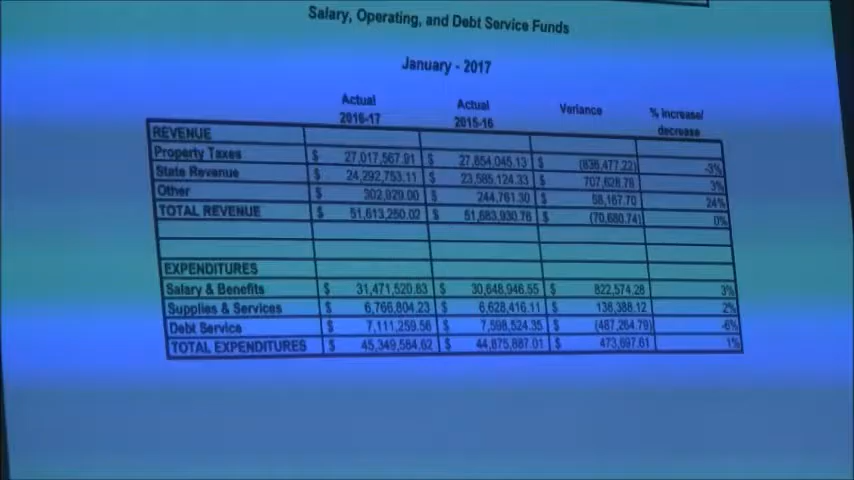 Salary, Operating, and Debt Service Funds
January - 2017
Actual Actual Variance % increase/
2016-17 2015-16 decrease
REVENUE
Property Taxes $ 27,017,567.91 $ 27,854,045.13 $ (836,477.22) -3%
State Revenue $ 24,292,753.11 $ 23,585,124.33 $ 707,628.78 3%
Other $ 302,929.00 $ 244,761.30 $ 58,167.70 24%
TOTAL REVENUE $ 51,613,250.02 $ 51,683,930.76 $ (70,680.74) 0%
EXPENDITURES
Salary & Benefits $ 31,471,520.83 $ 30,648,946.55 $ 822,574.28 3%
Supplies & Services $ 6,766,804.23 $ 6,628,416.11 $ 138,388.12 2%
Debt Service $ 7,111,259.56 $ 7,598,524.35 $ (487,264.79) -6%
TOTAL EXPENDITURES $ 45,349,584.62 $ 44,875,887.01 $ 473,697.61 1%